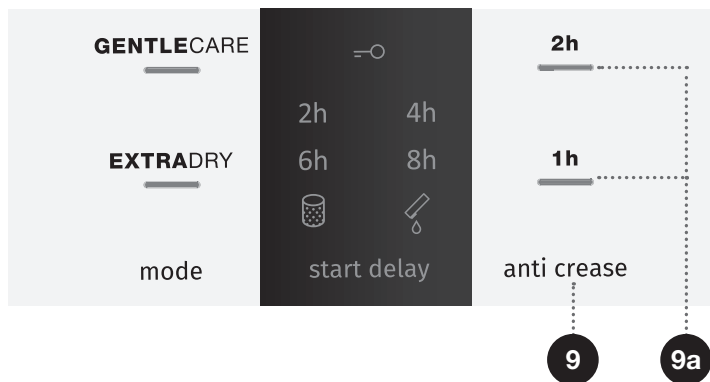 GENTLECARE
2h
2h 4h
EXTRADRY
6h 8h
1h
mode
start delay
anti crease
9
9a